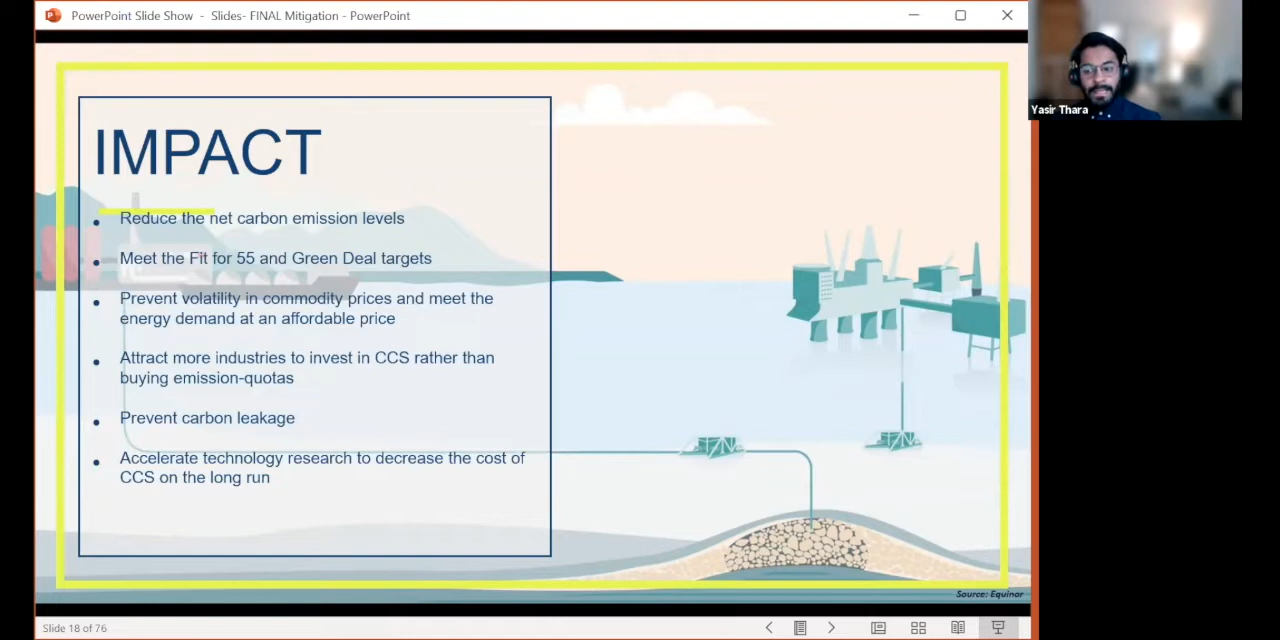 PowerPoint Slide Show - Slides- FINAL Mitigation - PowerPoint
Yasir Thara
IMPACT
Reduce the net carbon emission levels
Meet the Fit for 55 and Green Deal targets
Prevent volatility in commodity prices and meet the
energy demand at an affordable price
Attract more industries to invest in CCS rather than
buying emission-quotas
Prevent carbon leakage
Accelerate technology research to decrease the cost of
CCS on the long run
Source: Equinor
Slide 18 of 76